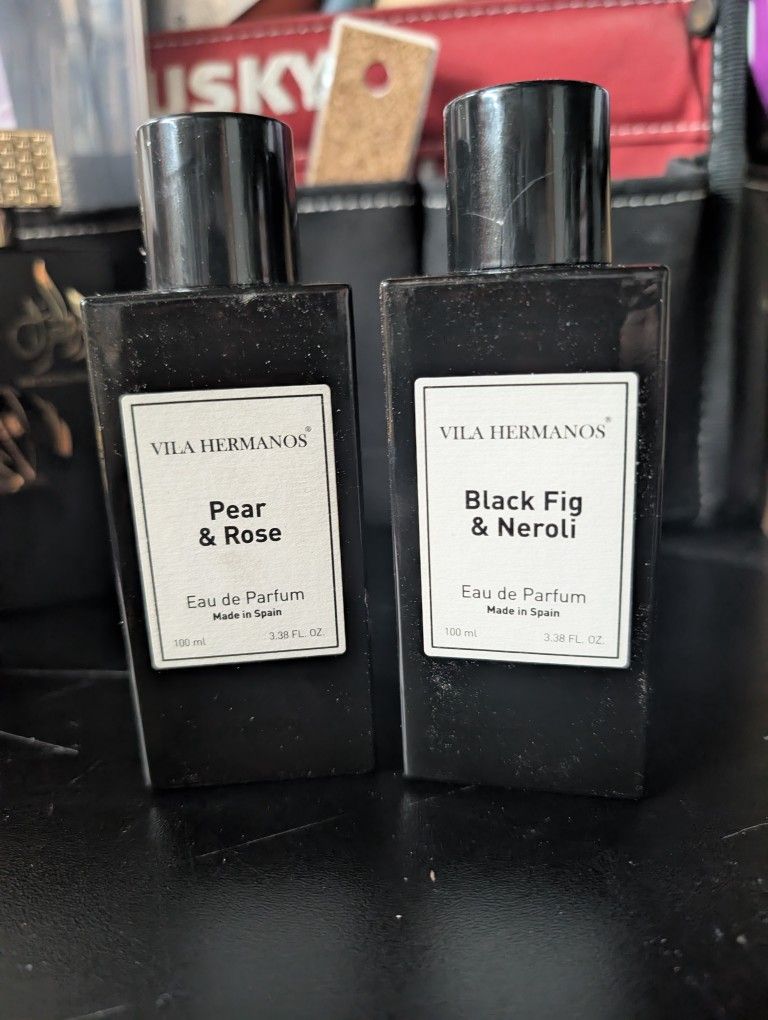 USKY
VILA HERMANOS®
Pear
& Rose
Eau de Parfum
Made in Spain
100 ml
3.38 FL. OZ.
VILA HERMANOS®
Black Fig
& Neroli
Eau de Parfum
Made in Spain
100 ml
3.38 FL. OZ.